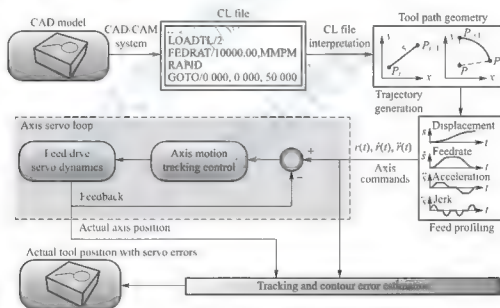 CAD model
CAD/CAM
system
CL file
LOADTL/2
FEDRAT/10000.00,MMPM
RAPID
GOTO/0 000, 0 000, 50 000
CL file
interpretation
Tool path geometry
x
x
Trajectory
generation
Displacement
Feedrate
Acceleration
Jerk
t
Feed profiling
Axis
commands
Axis servo loop
Feed drive
servo dynamics
Axis motion
tracking control
+
−
Feedback
Actual axis position
Actual tool position with servo errors
Tracking and contour error estimation